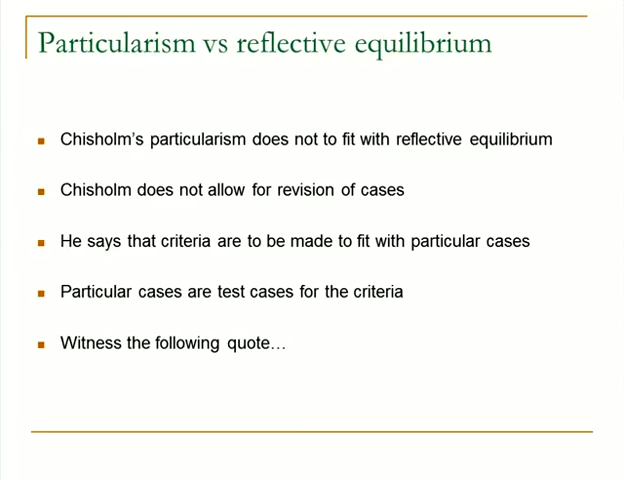 Particularism vs reflective equilibrium
Chisholm's particularism does not to fit with reflective equilibrium
Chisholm does not allow for revision of cases
He says that criteria are to be made to fit with particular cases
Particular cases are test cases for the criteria
Witness the following quote…